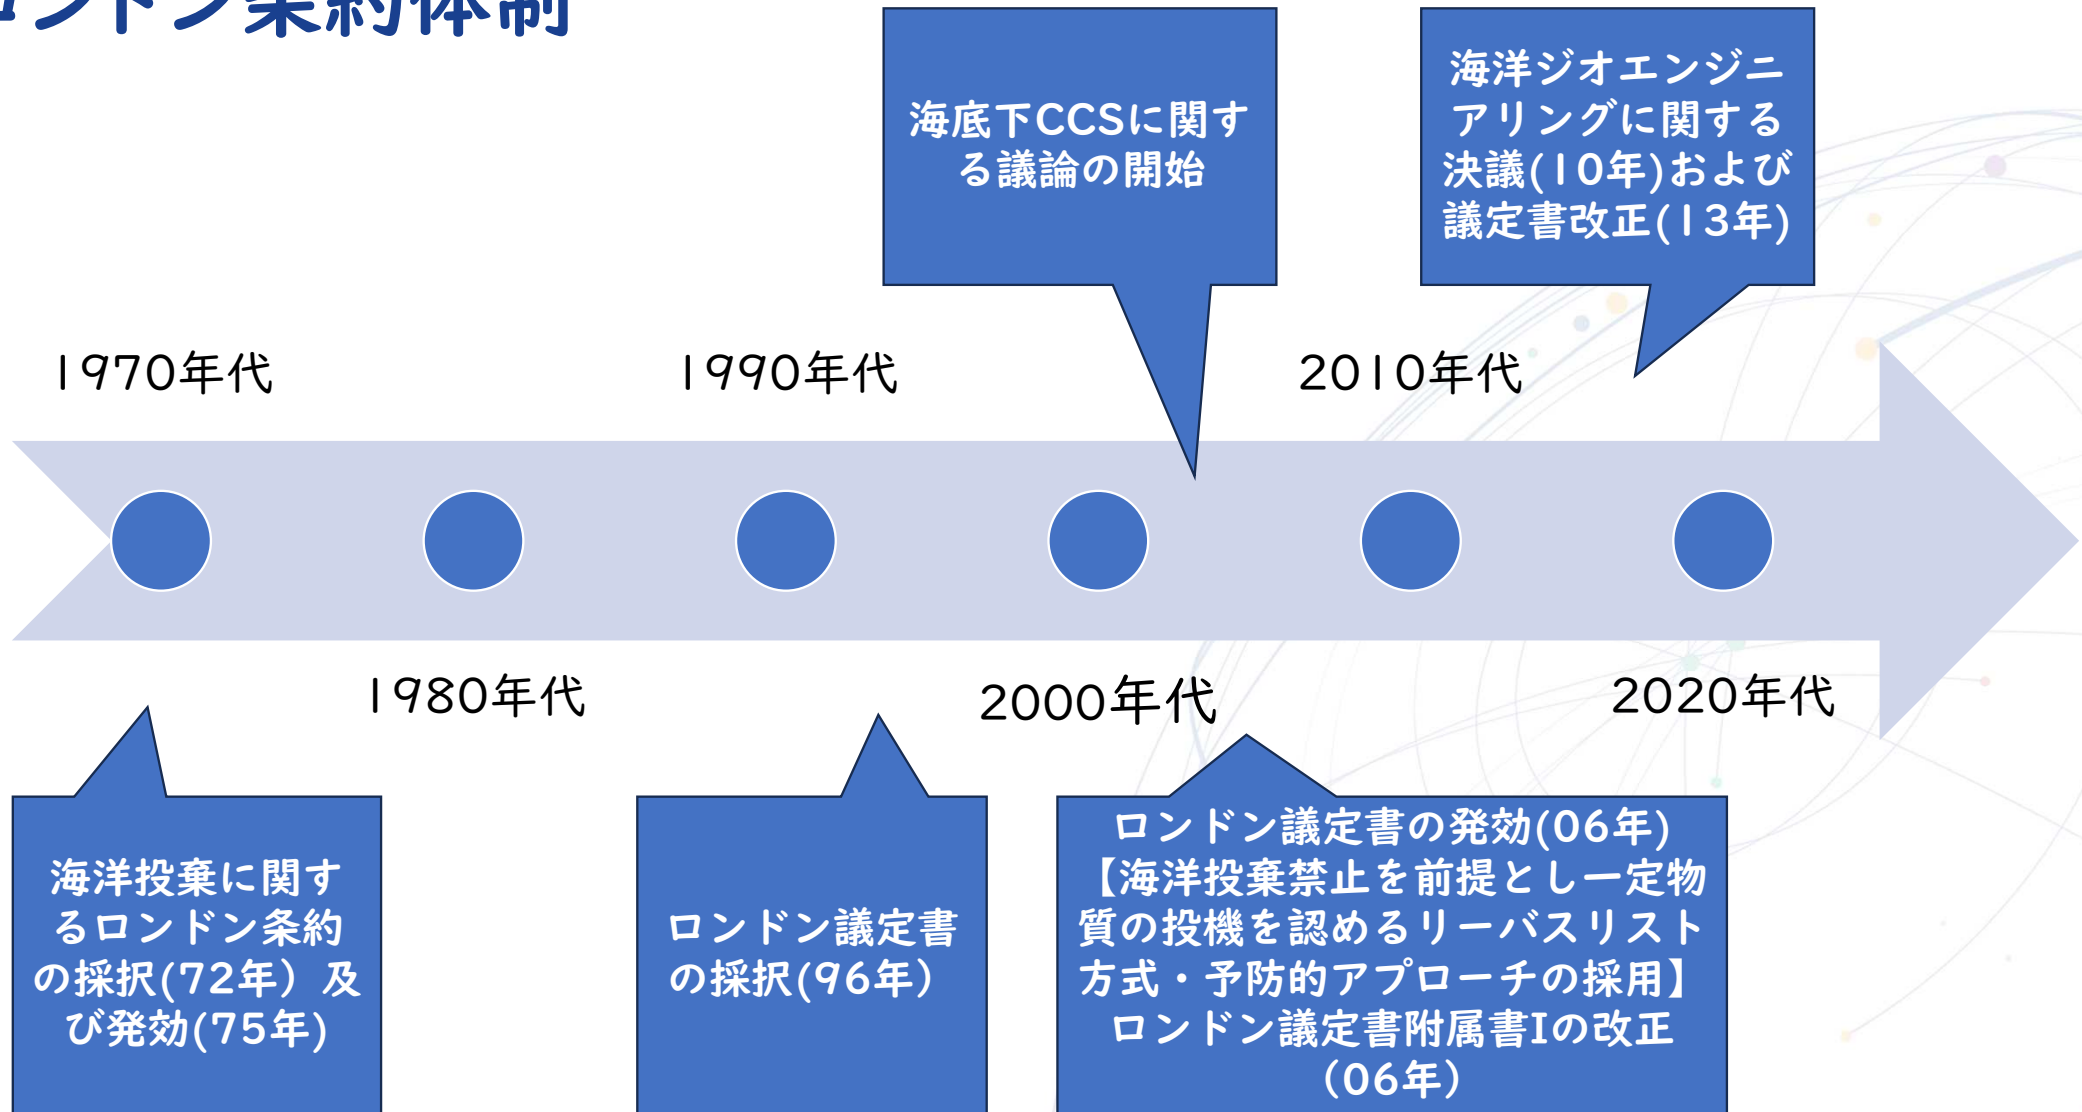 ロンドン条約体制
海底下CCSに関す
る議論の開始
海洋ジオエンジニ
アリングに関する
決議(10年)および
議定書改正(13年)
1970年代
1990年代
2010年代
1980年代
2000年代
2020年代
海洋投棄に関す
るロンドン条約
の採択(72年）及
び発効(75年)
ロンドン議定書
の採択(96年）
ロンドン議定書の発効(06年)
【海洋投棄禁止を前提とし一定物
質の投機を認めるリーバスリスト
方式・予防的アプローチの採用】
ロンドン議定書附属書Iの改正
（06年）